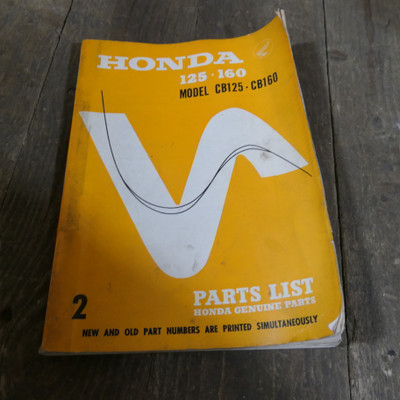 HONDA
125·160
MODEL CB125·CB160
PARTS LIST
HONDA GENUINE PARTS
2
NEW AND OLD PART NUMBERS ARE PRINTED SIMULTANEOUSLY